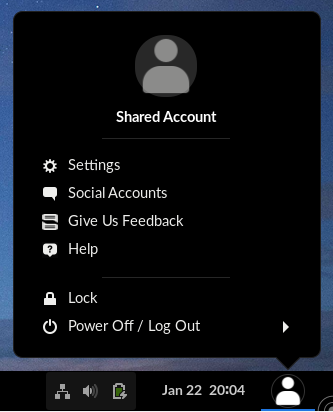 Shared Account
Settings
Social Accounts
Give Us Feedback
Help
Lock
Power Off / Log Out
Jan 22 20:04